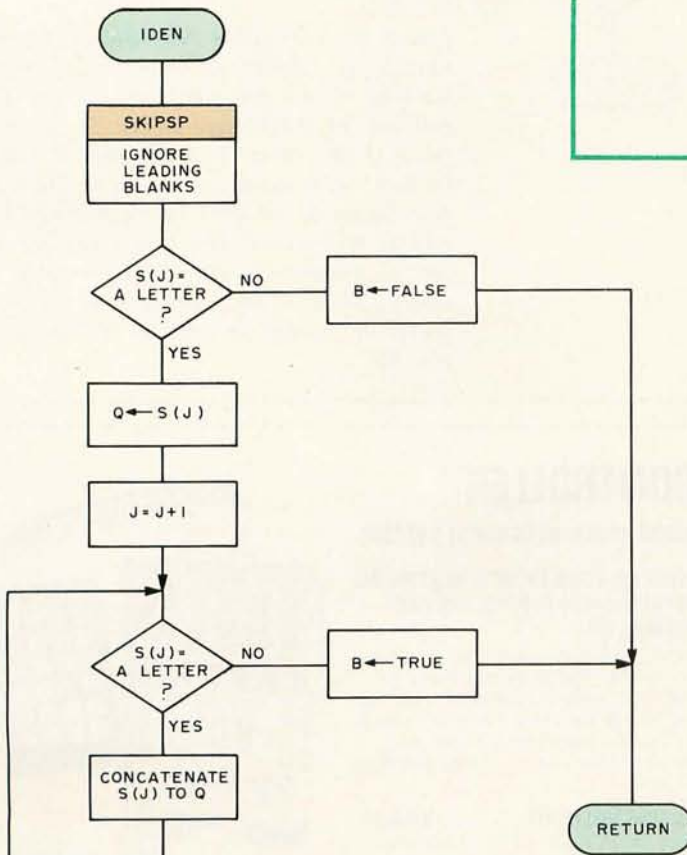 IDEN
SKIPSP
IGNORE
LEADING
BLANKS
S(J)=
A LETTER
?
NO
B←FALSE
YES
Q←S(J)
J=J+1
S(J)=
A LETTER
?
NO
B←TRUE
YES
CONCATENATE
S(J) TO Q
RETURN